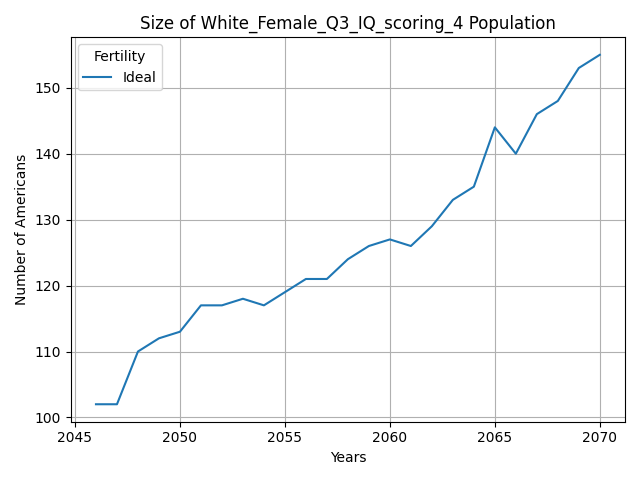 Size of White_Female_Q3_IQ_scoring_4 Population
Fertility
Ideal
Number of Americans
150
140
130
120
110
100
2045 2050 2055 2060 2065 2070
Years